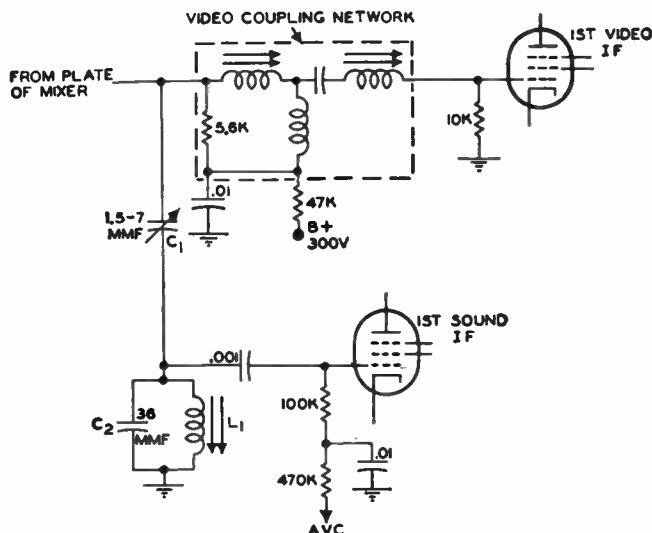 VIDEO COUPLING NETWORK
1ST VIDEO
IF
FROM PLATE
OF MIXER
5.6K
10K
.01
47K
B+
300V
1.5-7
MMF
C1
1ST SOUND
IF
.001
100K
C2
36
MMF
L1
.01
470K
AVC